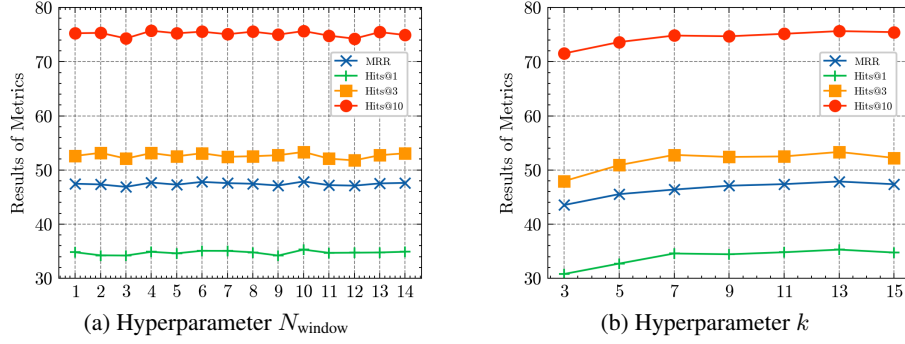 80
70
60
50
40
30
Results of Metrics
MRR
Hits@1
Hits@3
Hits@10
1 2 3 4 5 6 7 8 9 10 11 12 13 14
(a) Hyperparameter N_window
80
70
60
50
40
30
Results of Metrics
MRR
Hits@1
Hits@3
Hits@10
3 5 7 9 11 13 15
(b) Hyperparameter k